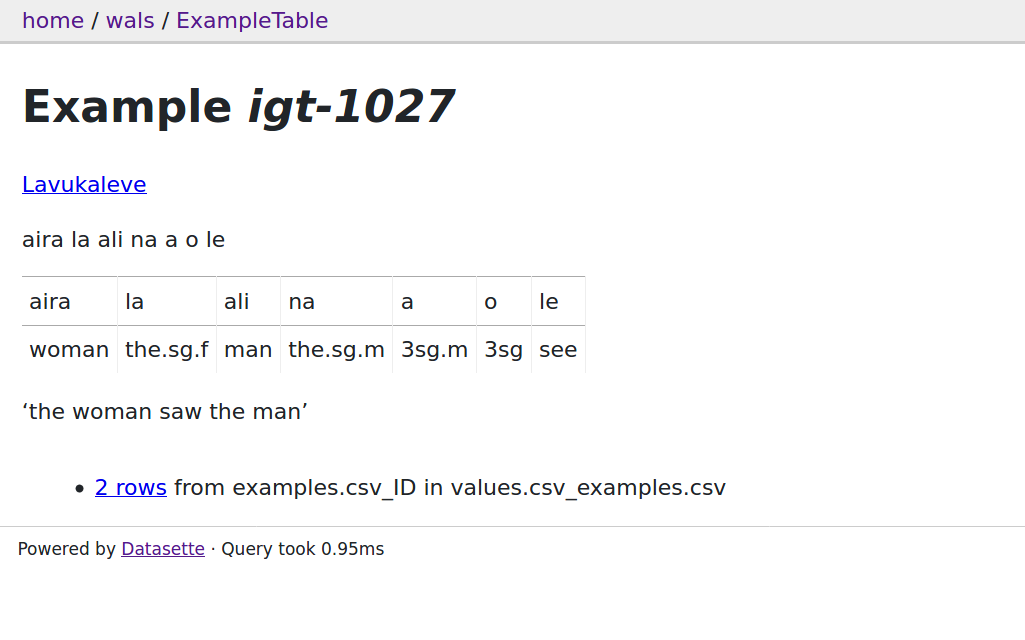 home / wals / ExampleTable
Example igt-1027
Lavukaleve
aira la ali na a o le
aira la ali na a o le
woman the.sg.f man the.sg.m 3sg.m 3sg see
‘the woman saw the man’
• 2 rows from examples.csv_ID in values.csv_examples.csv
Powered by Datasette · Query took 0.95ms